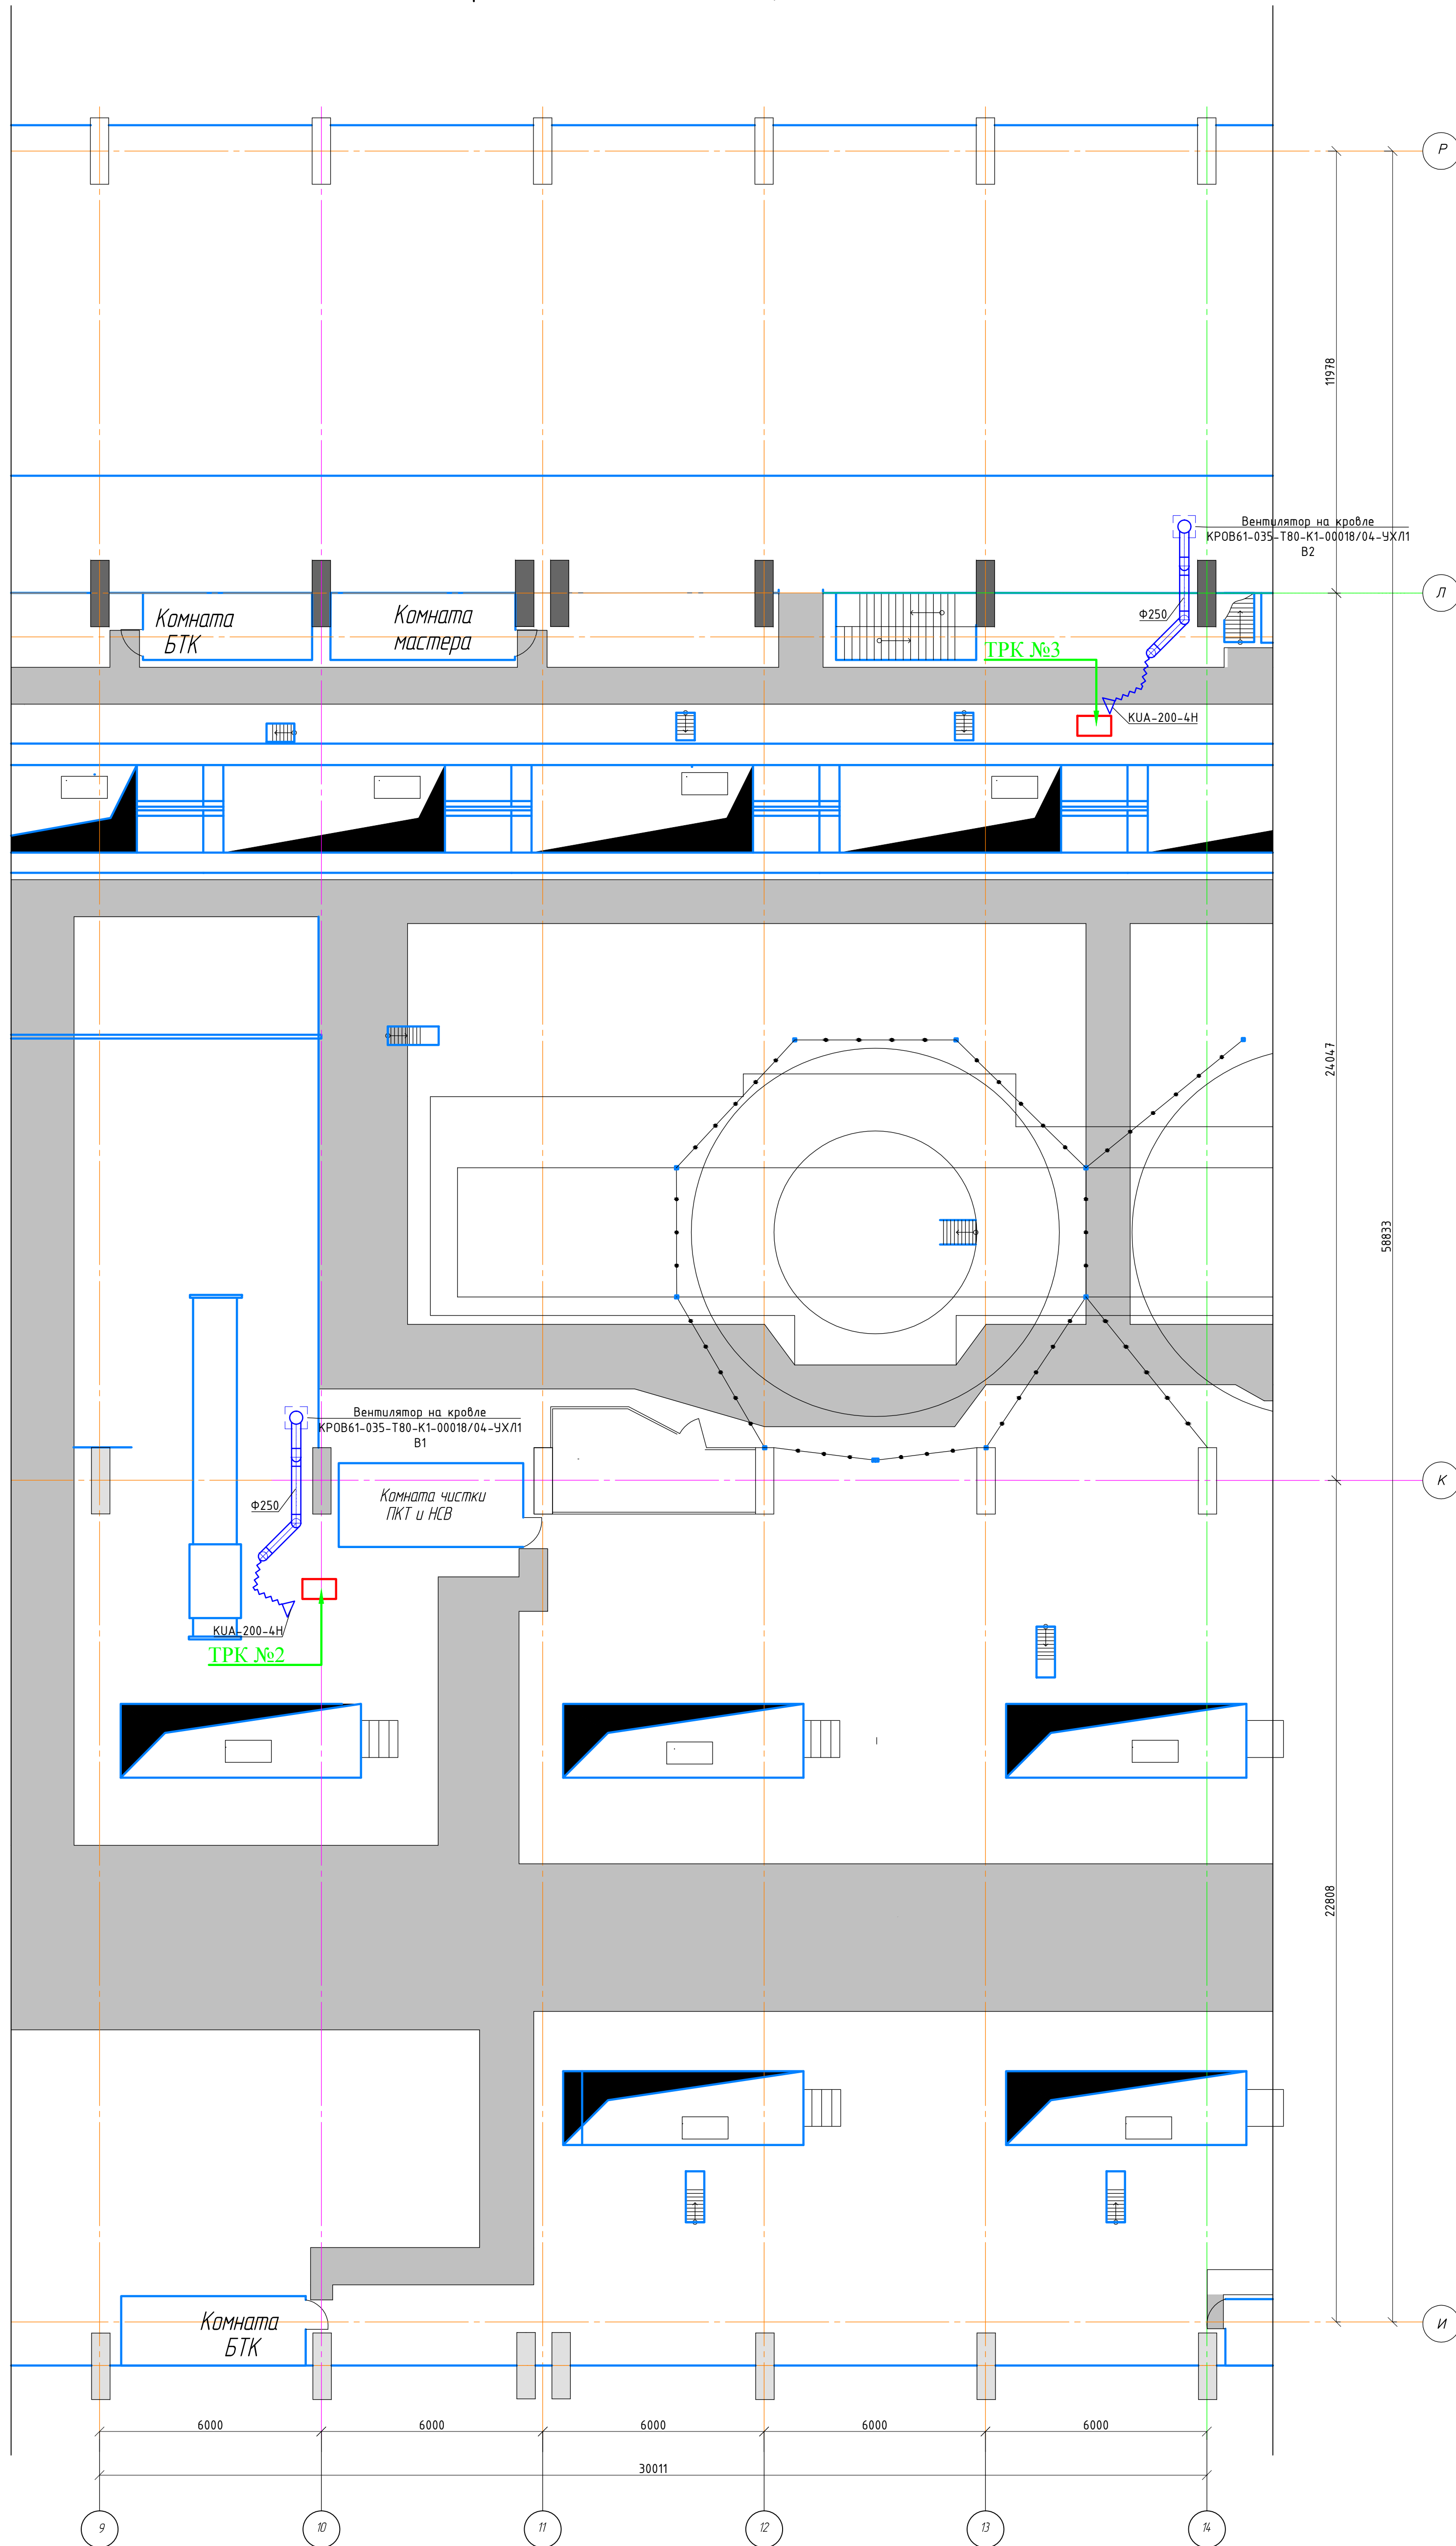 Р
11978
Вентилятор на кровле
КРОВ61-035-Т80-К1-00018/04-УХЛ1
В2
Л
Комната
БТК
Комната
мастера
Ф250
ТРК №3
KUA-200-4H
24047
58833
Вентилятор на кровле
КРОВ61-035-Т80-К1-00018/04-УХЛ1
В1
К
Комната чистки
ПКТ и НСВ
Ф250
KUA-200-4H
ТРК №2
22808
Комната
БТК
И
6000
6000
6000
6000
6000
30011
9
10
11
12
13
14